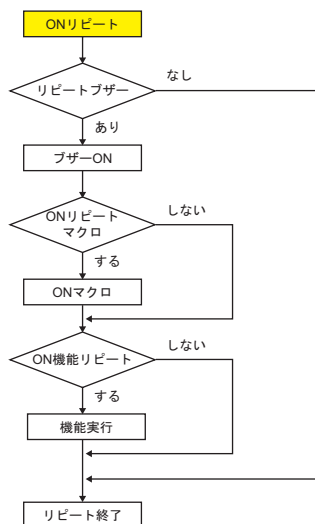 ONリピート
リピートブザー
なし
あり
ブザーON
ONリピート
マクロ
しない
する
ONマクロ
ON機能リピート
しない
する
機能実行
リピート終了